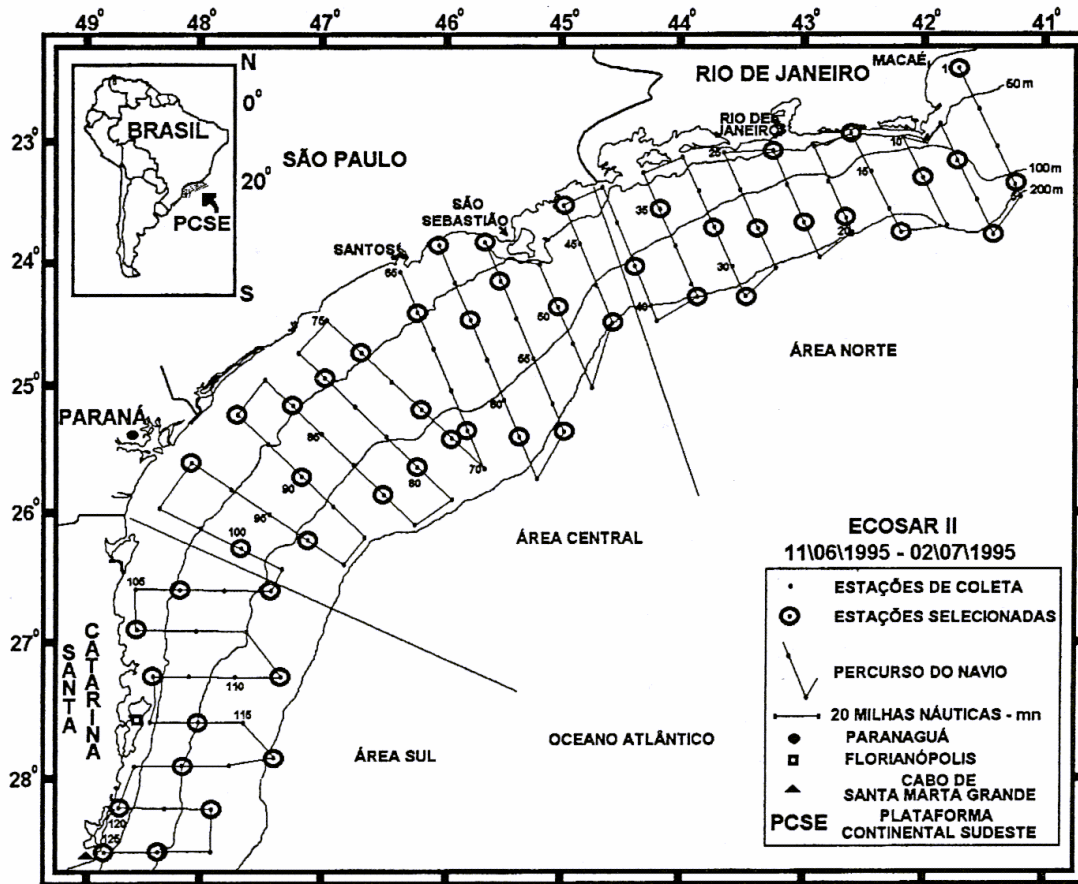 49° 48° 47° 46° 45° 44° 43° 42° 41°
N
BRASIL
0°
20°
PCSE
S
RIO DE JANEIRO
MACAÉ
1
50 m
RIO DE
JANEIRO
23°
SÃO PAULO
25
10
15
100 m
200 m
SÃO
SEBASTIÃO
35
45
20
SANTOS
24°
65
30
40
50
75
ÁREA NORTE
55
25°
60
PARANÁ
85
70
80
90
26°
95
100
ÁREA CENTRAL
ECOSAR II
11\06\1995 - 02\07\1995
105
ESTAÇÕES DE COLETA
ESTAÇÕES SELECIONADAS
27°
SANTA
CATARINA
110
PERCURSO DO NAVIO
115
20 MILHAS NÁUTICAS - mn
ÁREA SUL
OCEANO ATLÂNTICO
PARANAGUÁ
FLORIANÓPOLIS
28°
CABO DE
SANTA MARTA GRANDE
120
125
PCSE PLATAFORMA
CONTINENTAL SUDESTE